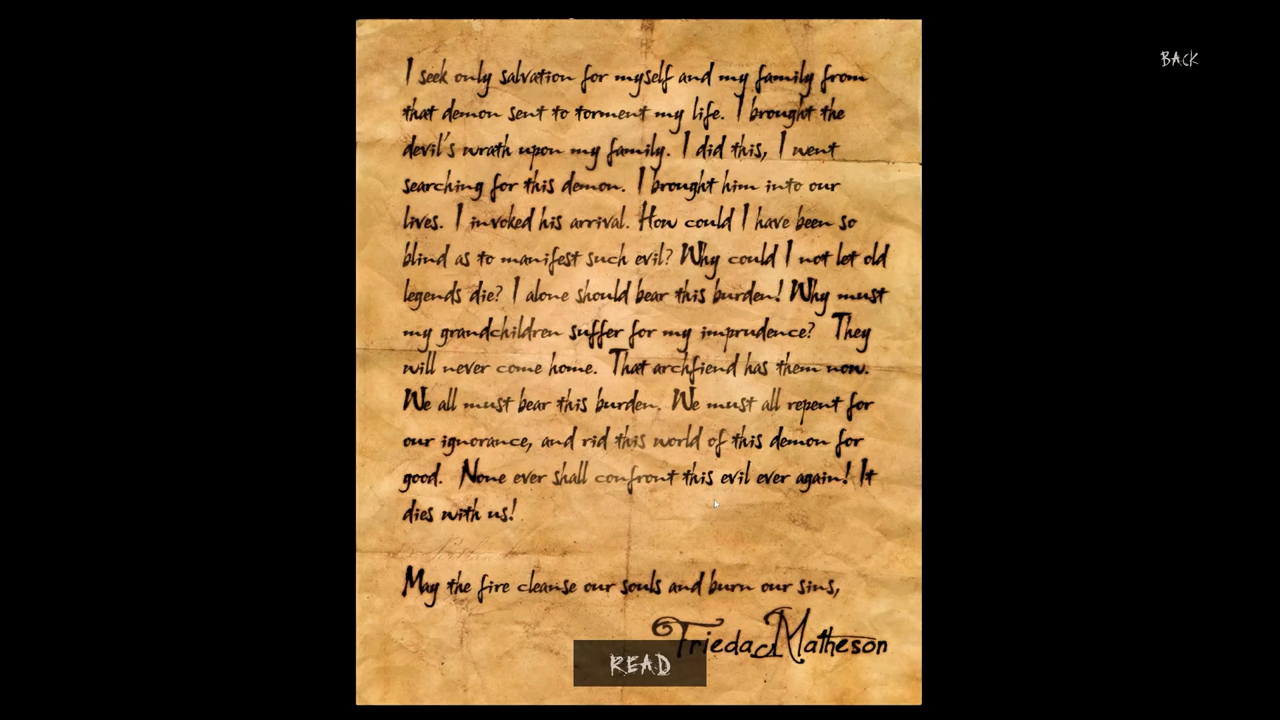 BACK
I seek only salvation for myself and my family from
that demon sent to torment my life. I brought the
devil's wrath upon my family. I did this, I went
searching for this demon. I brought him into our
lives. I invoked his arrival. How could I have been so
blind as to manifest such evil? Why could I not let old
legends die? I alone should bear this burden! Why must
my grandchildren suffer for my imprudence? They
will never come home. That archfiend has them now.
We all must bear this burden. We must all repent for
our ignorance, and rid this world of this demon for
good. None ever shall confront this evil ever again! It
dies with us!
May the fire cleanse our souls and burn our sins,
Frieda Matheson
READ